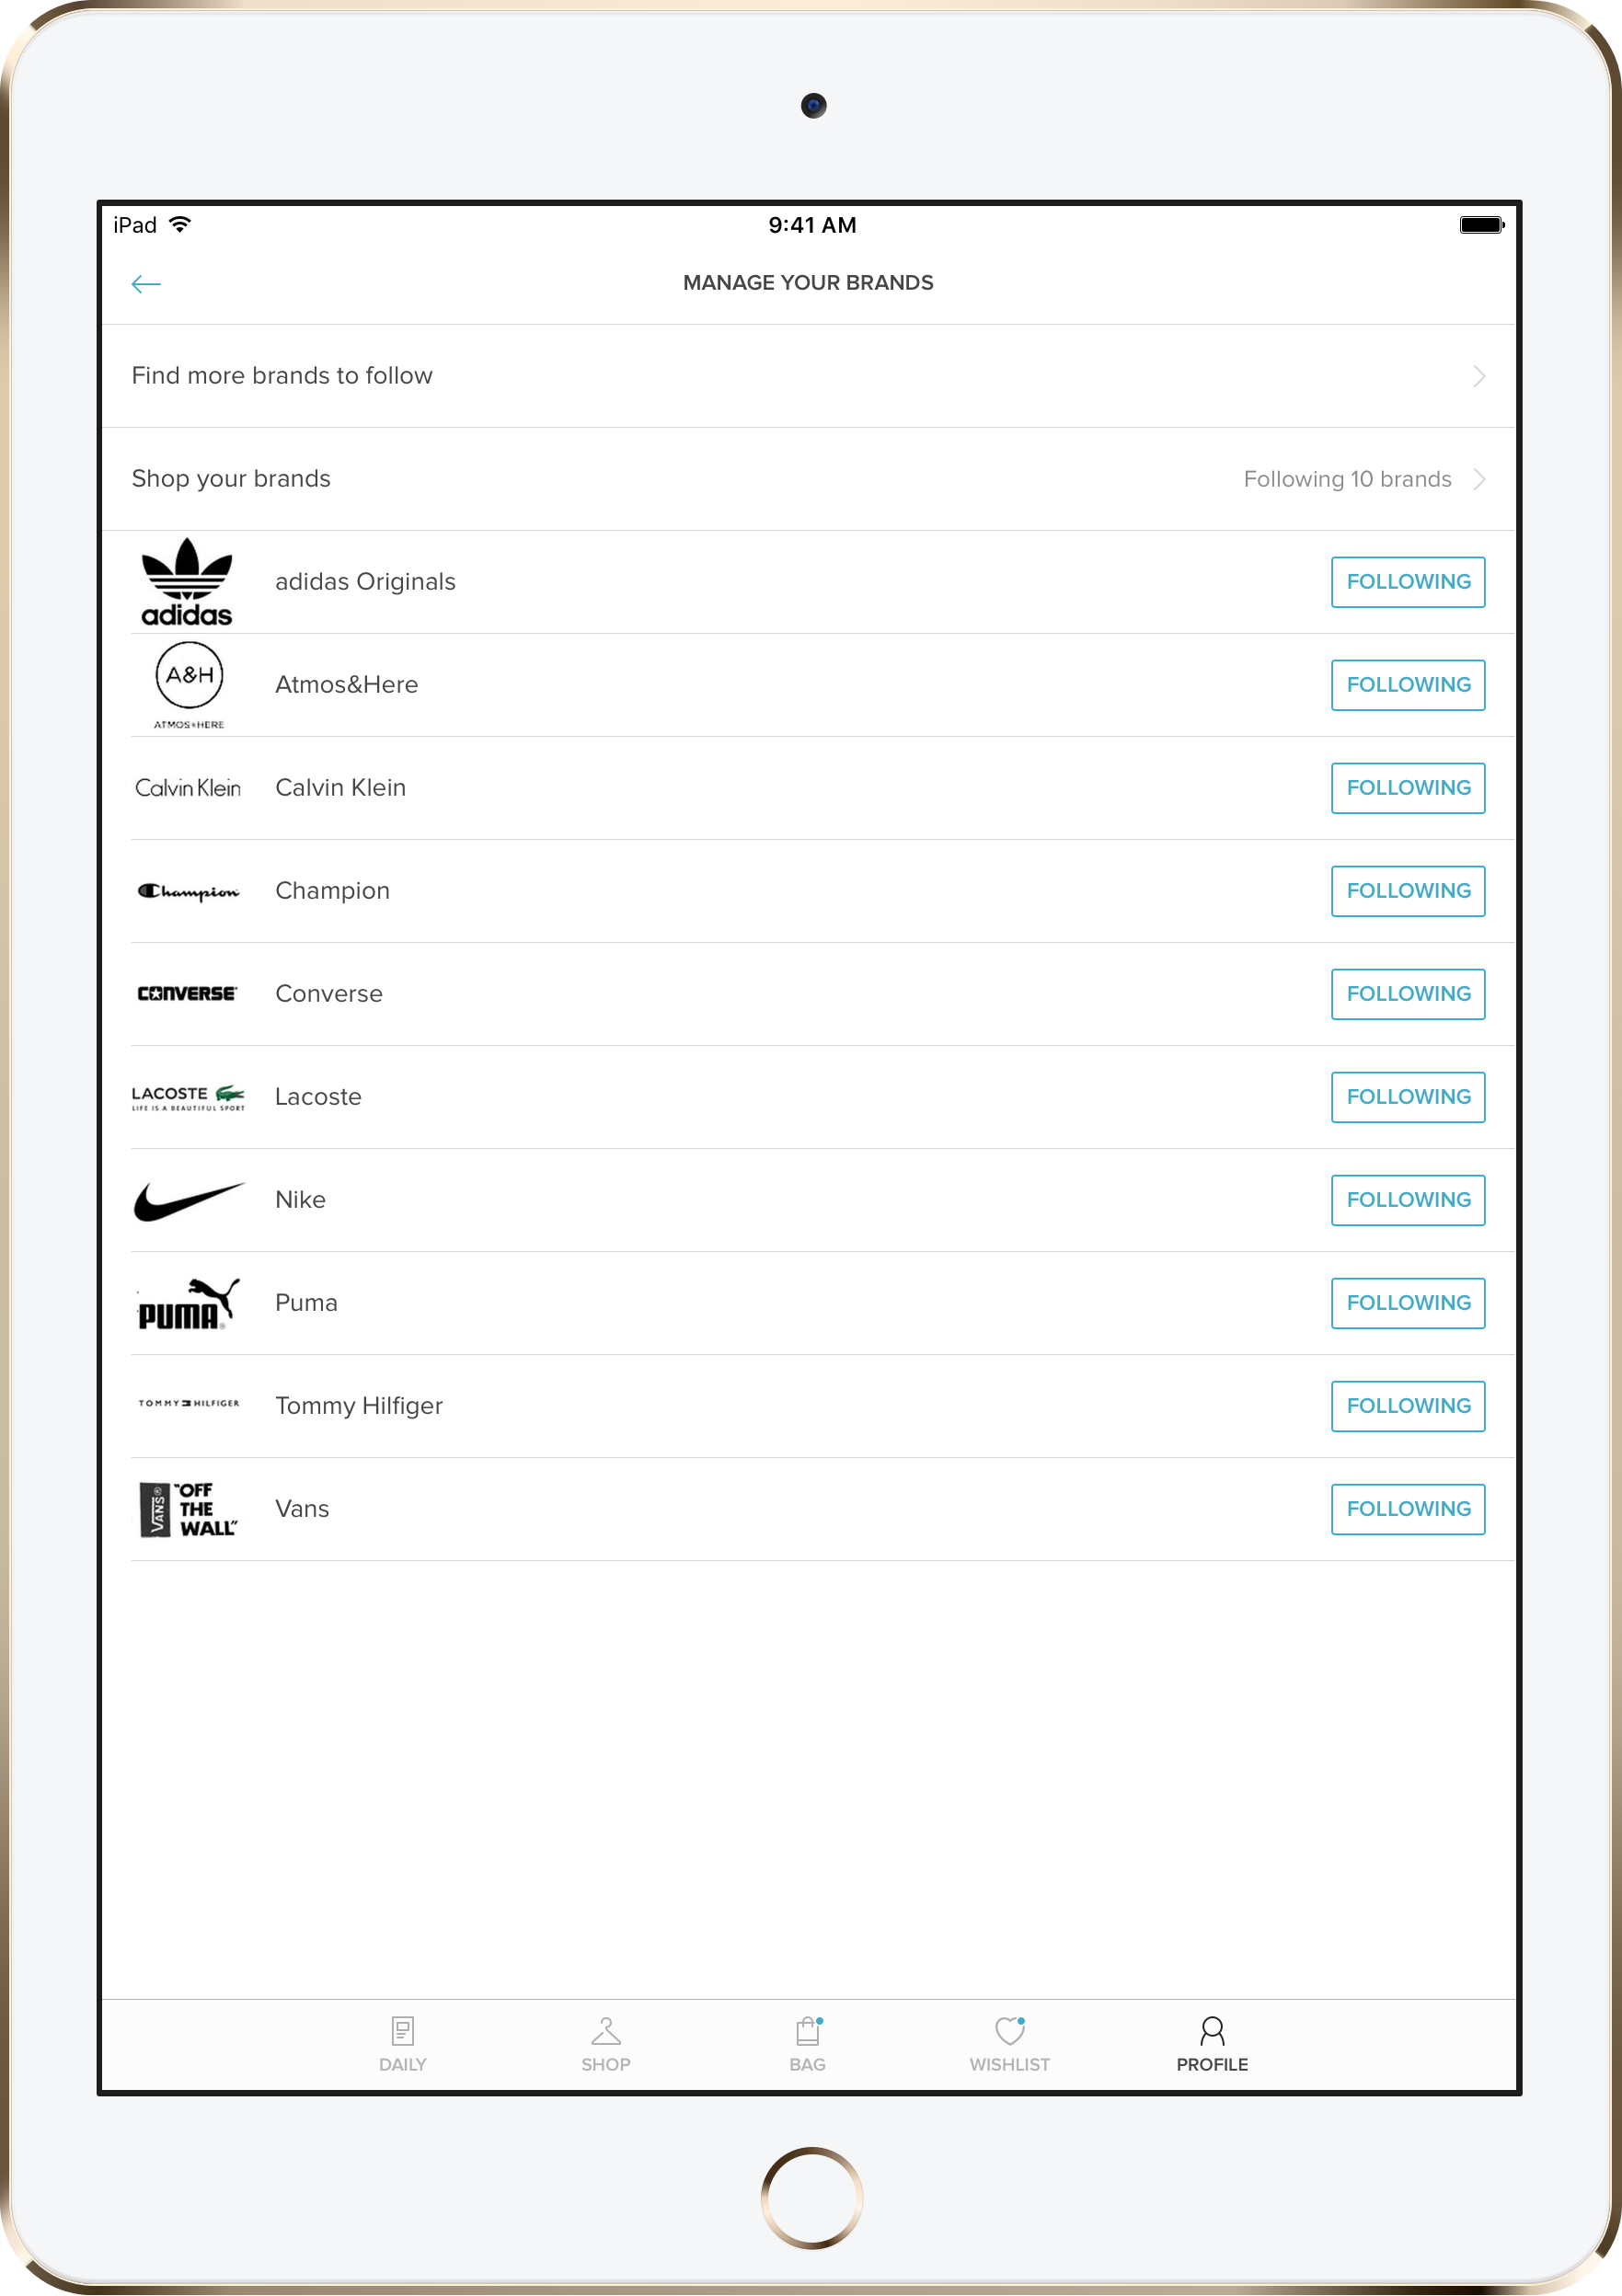 iPad 9:41 AM
MANAGE YOUR BRANDS
Find more brands to follow
Shop your brands Following 10 brands
adidas adidas Originals FOLLOWING
A&H
ATMOS+HERE
Atmos&Here FOLLOWING
Calvin Klein Calvin Klein FOLLOWING
Champion Champion FOLLOWING
CONVERSE Converse FOLLOWING
LACOSTE
LIFE IS A BEAUTIFUL SPORT
Lacoste FOLLOWING
Nike FOLLOWING
PUMA® Puma FOLLOWING
TOMMY HILFIGER Tommy Hilfiger FOLLOWING
VANS®
"OFF
THE
WALL"
Vans FOLLOWING
DAILY SHOP BAG WISHLIST PROFILE